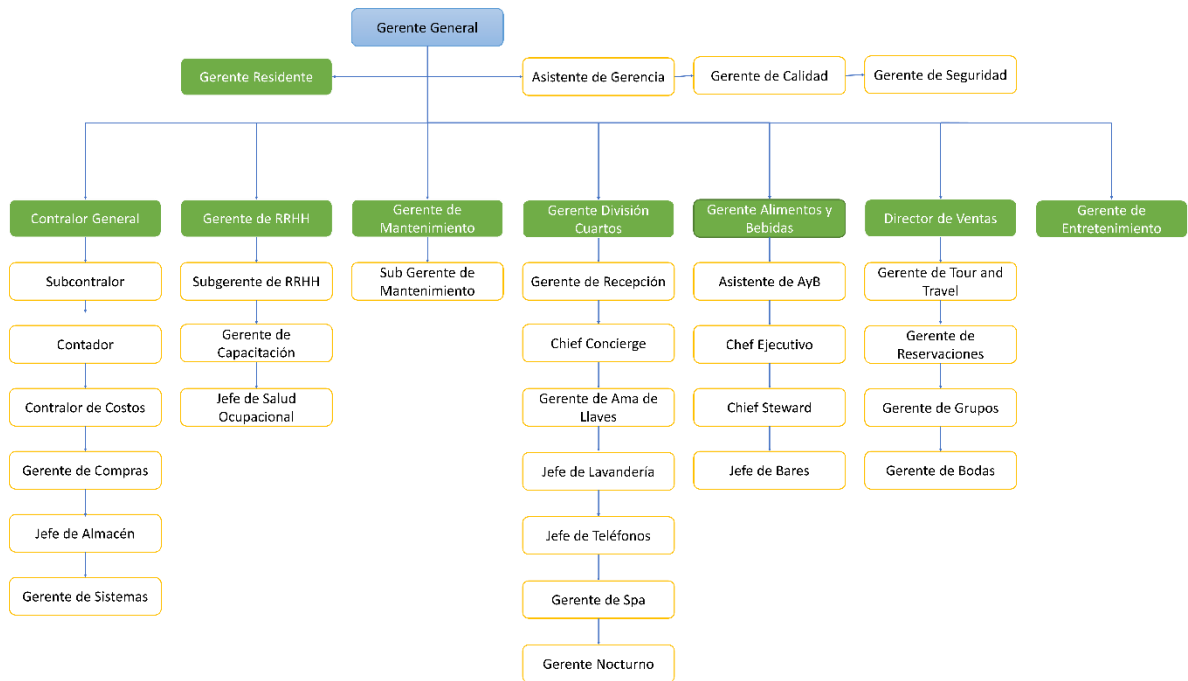 Gerente General
Gerente Residente
Asistente de Gerencia
Gerente de Calidad
Gerente de Seguridad
Contralor General
Gerente de RRHH
Gerente de
Mantenimiento
Gerente División
Cuartos
Gerente Alimentos y
Bebidas
Director de Ventas
Gerente de
Entretenimiento
Subcontralor
Subgerente de RRHH
Sub Gerente de
Mantenimiento
Gerente de Recepción
Asistente de AyB
Gerente de Tour and
Travel
Contador
Gerente de
Capacitación
Chief Concierge
Chef Ejecutivo
Gerente de
Reservaciones
Contralor de Costos
Jefe de Salud
Ocupacional
Gerente de Ama de
Llaves
Chief Steward
Gerente de Grupos
Gerente de Compras
Jefe de Lavandería
Jefe de Bares
Gerente de Bodas
Jefe de Almacén
Jefe de Teléfonos
Gerente de Sistemas
Gerente de Spa
Gerente Nocturno